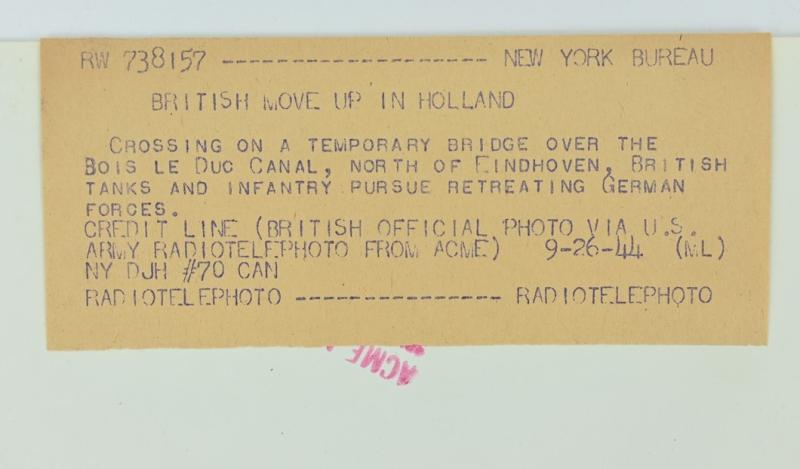 RW 738157 ------------------- NEW YORK BUREAU
BRITISH MOVE UP IN HOLLAND
CROSSING ON A TEMPORARY BRIDGE OVER THE
BOIS LE DUC CANAL, NORTH OF EINDHOVEN, BRITISH
TANKS AND INFANTRY PURSUE RETREATING GERMAN
FORCES.
CREDIT LINE (BRITISH OFFICIAL PHOTO VIA U.S.
ARMY RADIOTELEPHOTO FROM ACME) 9-26-44 (ML)
NY DJH #70 CAN
RADIOTELEPHOTO --------------- RADIOTELEPHOTO
ACME